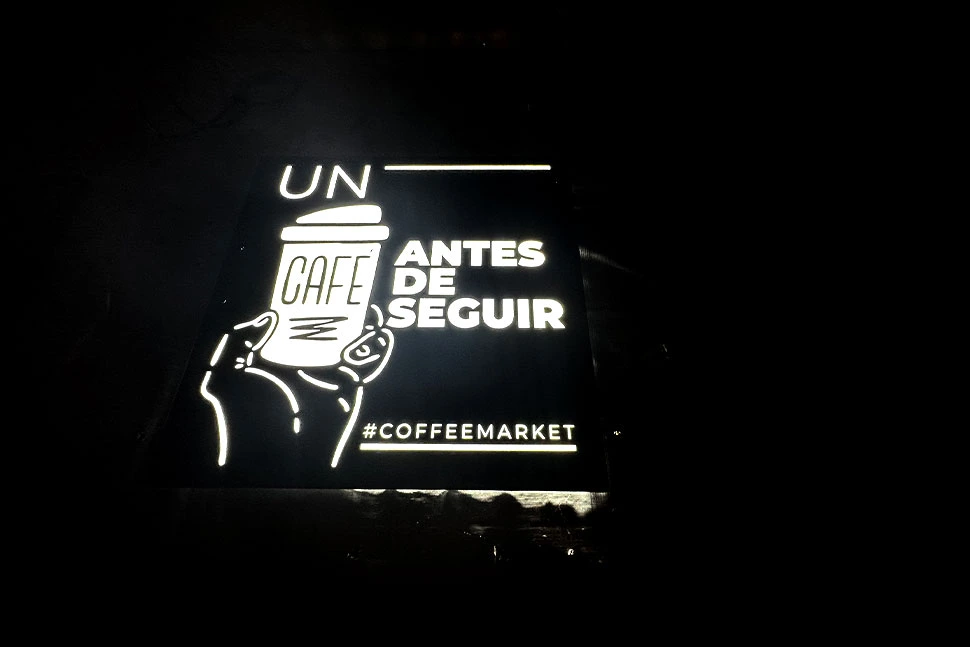 UN
CAFE
ANTES
DE
SEGUIR
#COFFEEMARKET